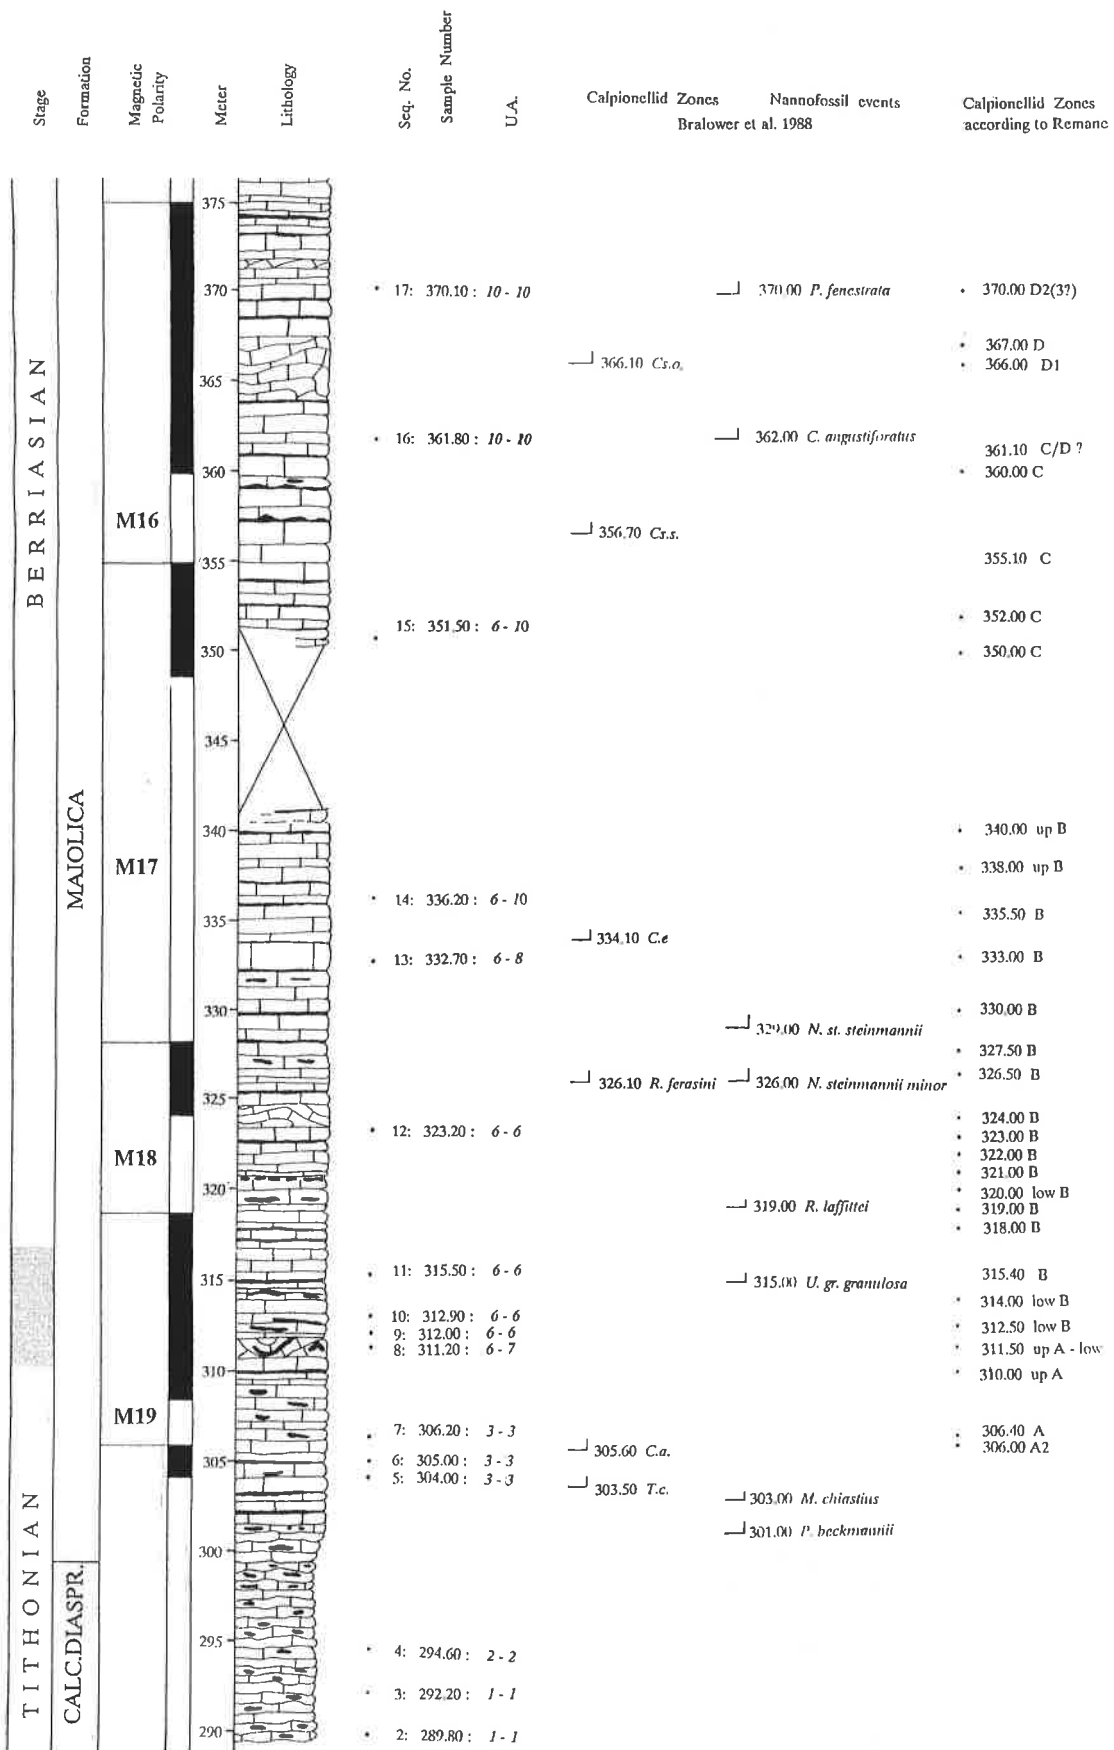 Stage
Formation
Magnetic
Polarity
Meter
Lithology
Seq. No.
Sample Number
U.A.
Calpionellid Zones
Nannofossil events
Bralower et al. 1988
Calpionellid Zones
according to Remane
BERRIASIAN
TITHONIAN
MAIOLICA
CALC.DIASPR.
M16
M17
M18
M19
375
370
365
360
355
350
345
340
335
330
325
320
315
310
305
300
295
290
17: 370.10 : 10 - 10
16: 361.80 : 10 - 10
15: 351.50 : 6 - 10
14: 336.20 : 6 - 10
13: 332.70 : 6 - 8
12: 323.20 : 6 - 6
11: 315.50 : 6 - 6
10: 312.90 : 6 - 6
9: 312.00 : 6 - 6
8: 311.20 : 6 - 7
7: 306.20 : 3 - 3
6: 305.00 : 3 - 3
5: 304.00 : 3 - 3
4: 294.60 : 2 - 2
3: 292.20 : 1 - 1
2: 289.80 : 1 - 1
366.10 Cs.o.
356.70 Cs.s.
334.10 C.e
326.10 R. ferasini
305.60 C.a.
303.50 T.c.
370.00 P. fenestrata
362.00 C. angustiforatus
329.00 N. st. steinmannii
326.00 N. steinmannii minor
319.00 R. laffittei
315.00 U. gr. granulosa
303.00 M. chiastius
301.00 P. beckmannii
370.00 D2(3?)
367.00 D
366.00 D1
361.10 C/D ?
360.00 C
355.10 C
352.00 C
350.00 C
340.00 up B
338.00 up B
335.50 B
333.00 B
330.00 B
327.50 B
326.50 B
324.00 B
323.00 B
322.00 B
321.00 B
320.00 low B
319.00 B
318.00 B
315.40 B
314.00 low B
312.50 low B
311.50 up A - low
310.00 up A
306.40 A
306.00 A2